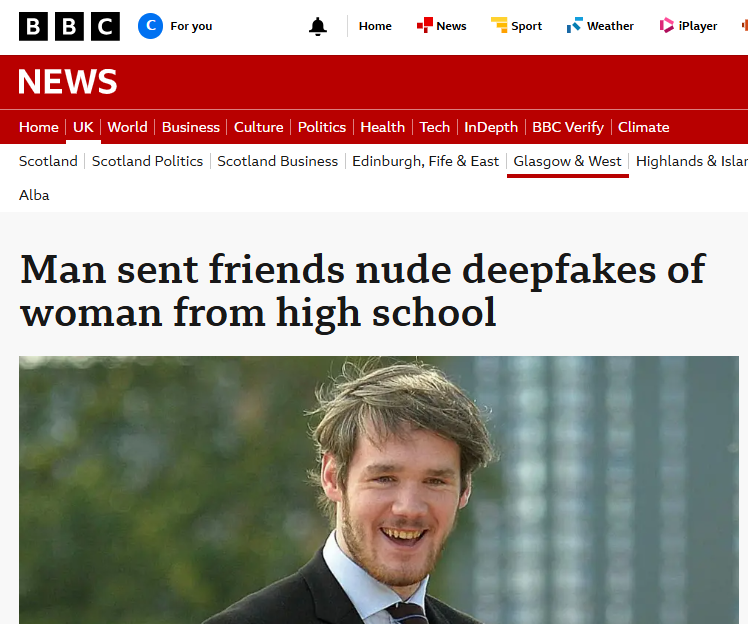 BBC C For you Home News Sport Weather iPlayer
NEWS
Home UK World Business Culture Politics Health Tech InDepth BBC Verify Climate
Scotland Scotland Politics Scotland Business Edinburgh, Fife & East Glasgow & West Highlands &
Alba
Man sent friends nude deepfakes of
woman from high school